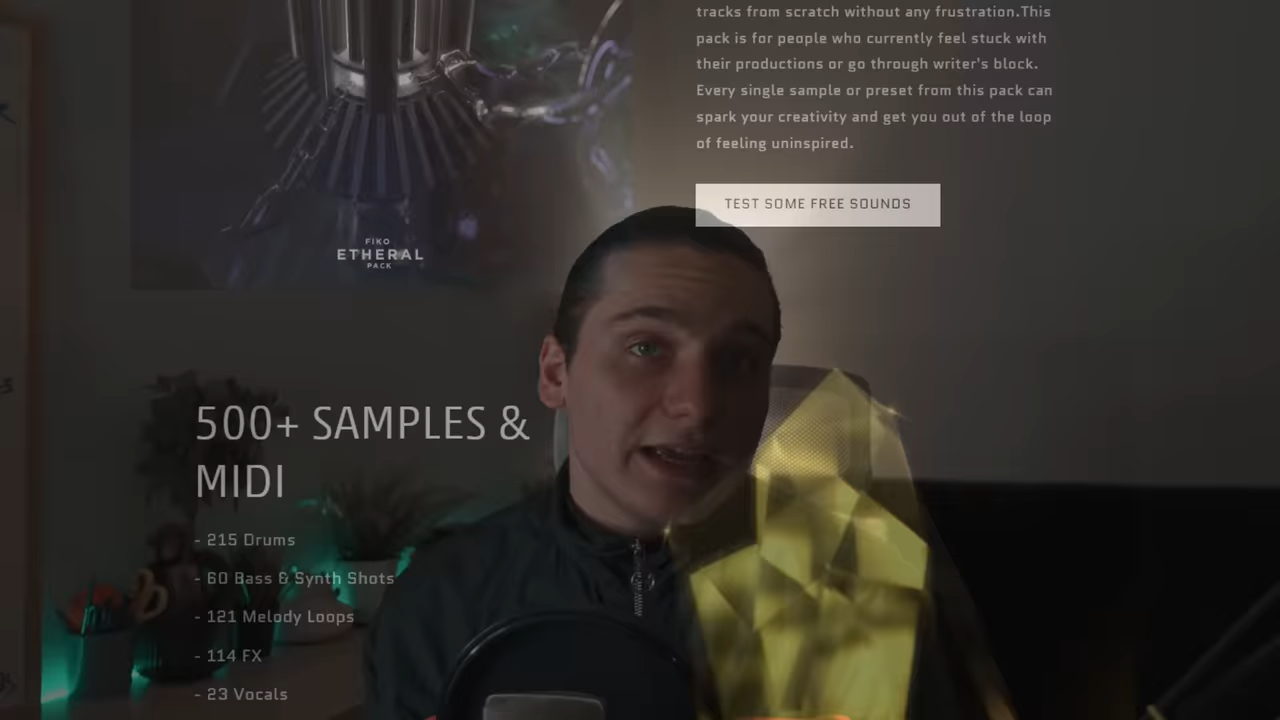 tracks from scratch without any frustration.This
pack is for people who currently feel stuck with
their productions or go through writer's block.
Every single sample or preset from this pack can
spark your creativity and get you out of the loop
of feeling uninspired.
TEST SOME FREE SOUNDS
FIKO
ETHERAL
PACK
500+ SAMPLES &
MIDI
- 215 Drums
- 60 Bass & Synth Shots
- 121 Melody Loops
- 114 FX
- 23 Vocals